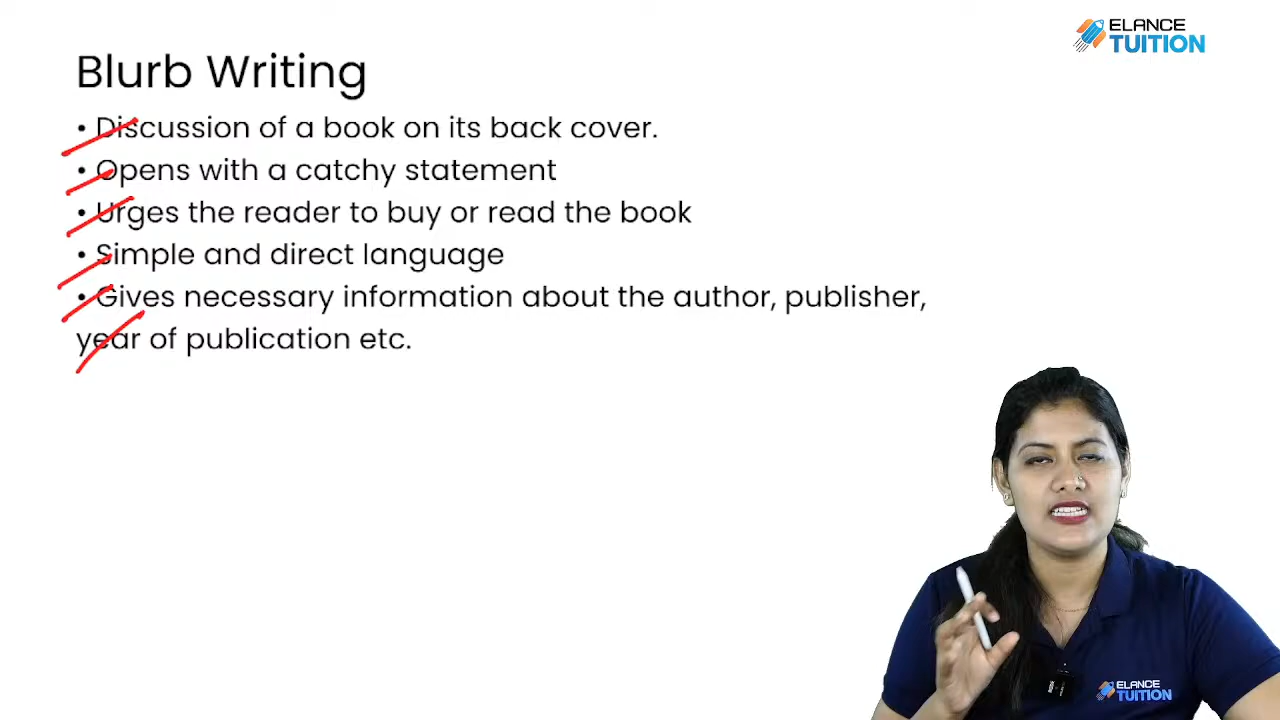 ELANCE
TUITION
Blurb Writing
• Discussion of a book on its back cover.
• Opens with a catchy statement
• Urges the reader to buy or read the book
• Simple and direct language
• Gives necessary information about the author, publisher,
year of publication etc.
ELANCE
TUITION